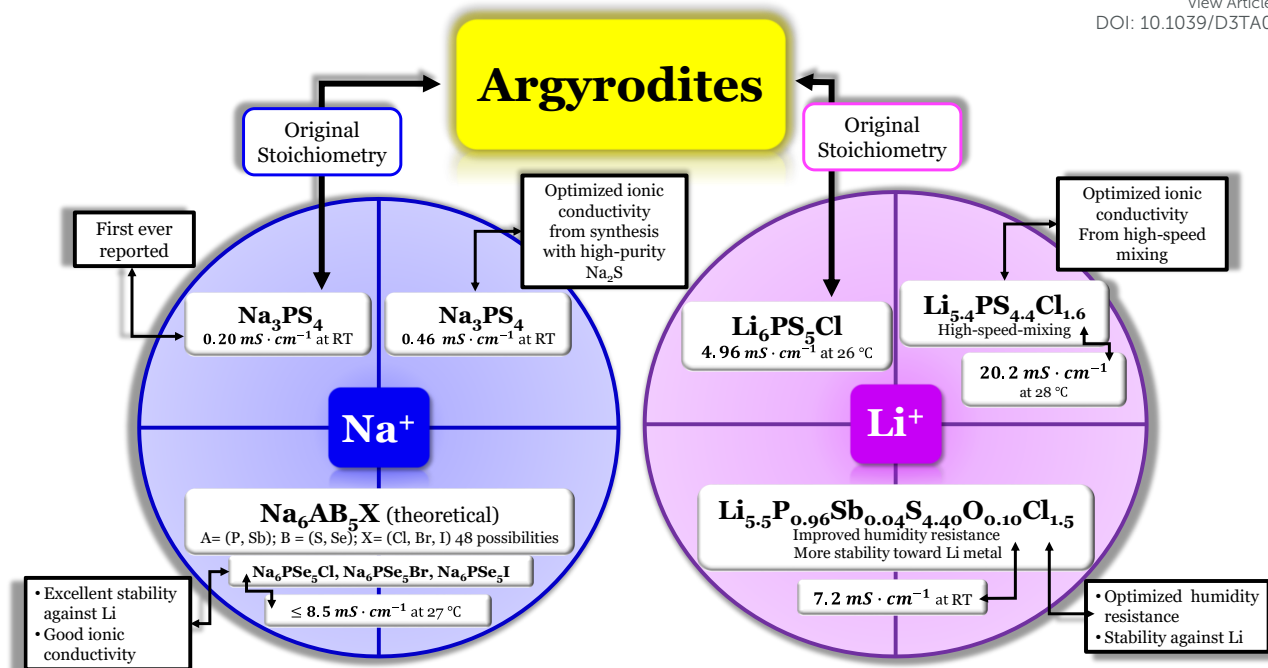 View Article
DOI: 10.1039/D3TA0
Argyrodites
Original
Stoichiometry
Original
Stoichiometry
First ever
reported
Optimized ionic
conductivity
from synthesis
with high-purity
Na₂S
Optimized ionic
conductivity
From high-speed
mixing
Na₃PS₄
0.20 mS · cm⁻¹ at RT
Na₃PS₄
0.46 mS · cm⁻¹ at RT
Li₆PS₅Cl
4.96 mS · cm⁻¹ at 26 °C
Li₅.₄PS₄.₄Cl₁.₆
High-speed-mixing
20.2 mS · cm⁻¹
at 28 °C
Na⁺
Li⁺
Na₆AB₅X (theoretical)
A= (P, Sb); B = (S, Se); X= (Cl, Br, I) 48 possibilities
Na₆PSe₅Cl, Na₆PSe₅Br, Na₆PSe₅I
≤ 8.5 mS · cm⁻¹ at 27 °C
• Excellent stability
against Li
• Good ionic
conductivity
Li₅.₅P₀.₉₆Sb₀.₀₄S₄.₄₀O₀.₁₀Cl₁.₅
Improved humidity resistance
More stability toward Li metal
7.2 mS · cm⁻¹ at RT
• Optimized humidity
resistance
• Stability against Li